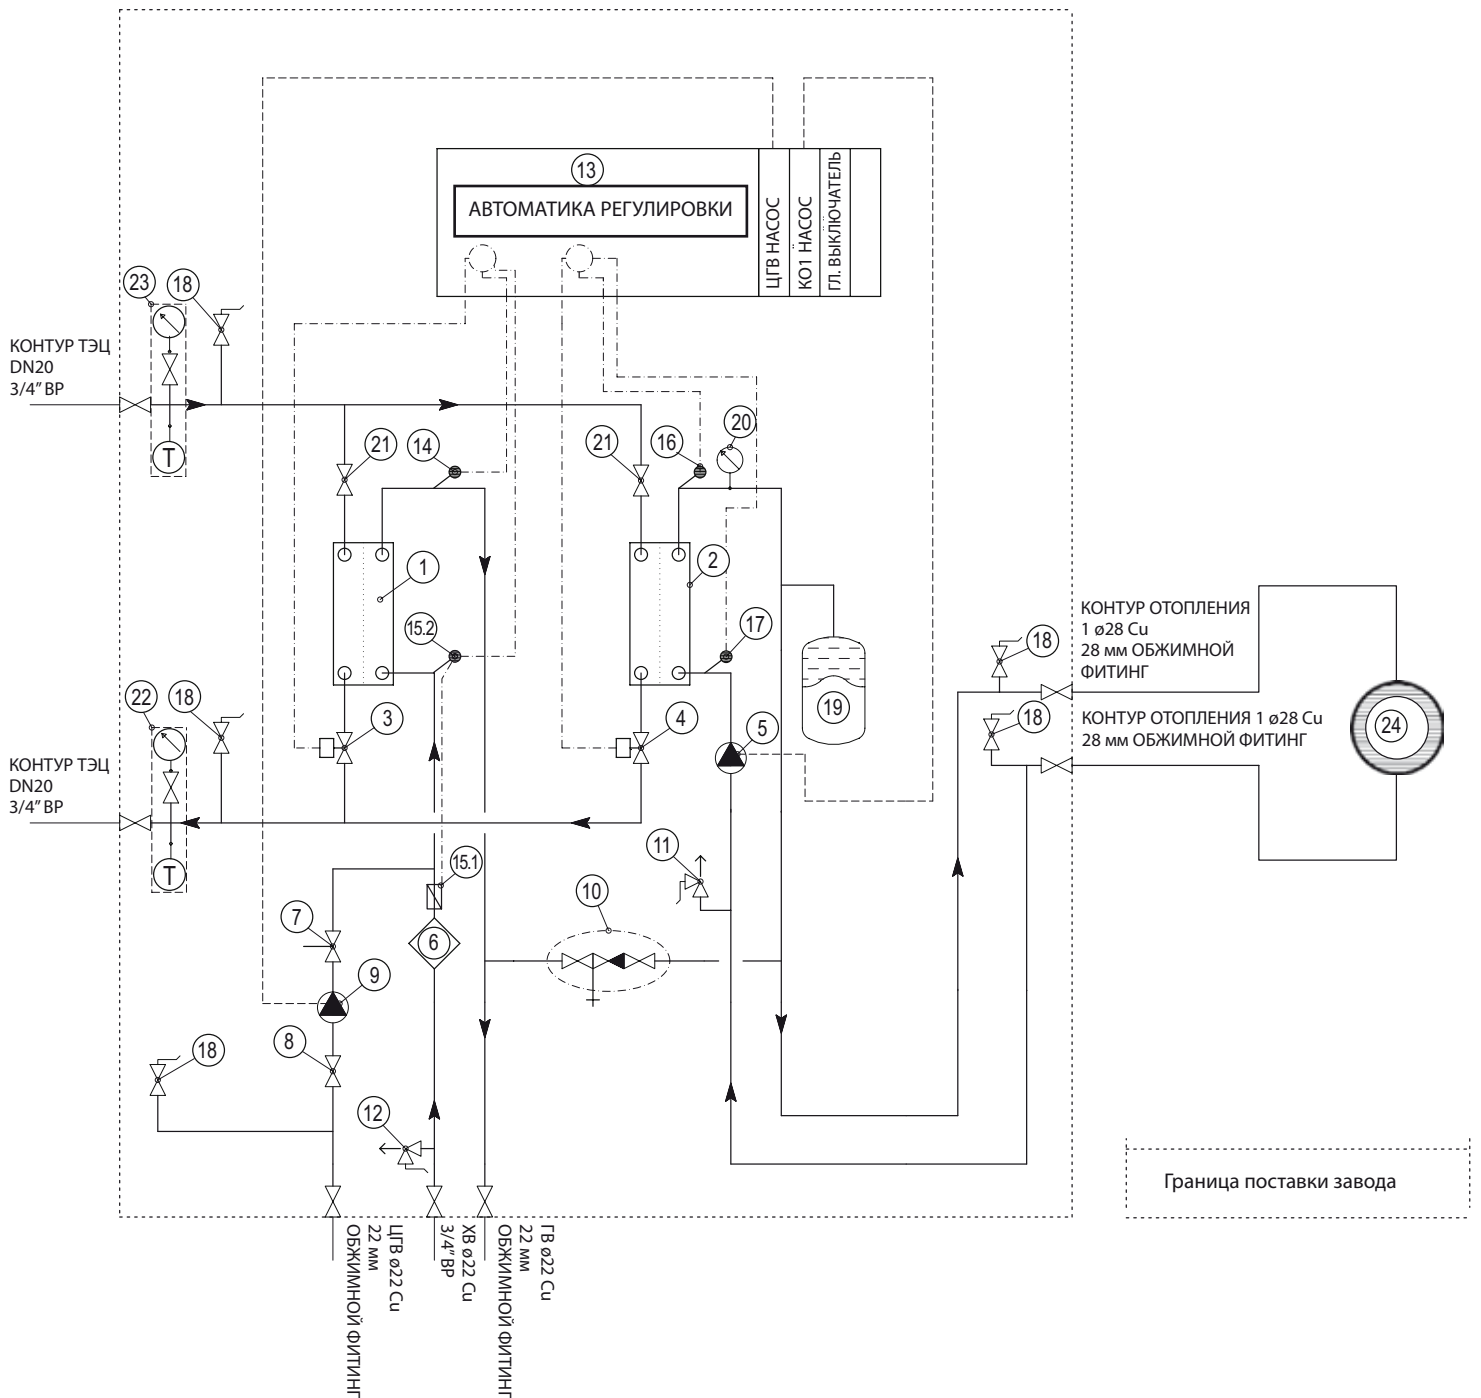 13
АВТОМАТИКА РЕГУЛИРОВКИ
ЦГВ НАСОС
КО1 НАСОС
ГЛ. ВЫКЛЮЧАТЕЛЬ
23
18
КОНТУР ТЭЦ
DN20
3/4" ВР
T
21
14
21
16
20
1
2
15.2
17
19
22
18
3
4
5
КОНТУР ТЭЦ
DN20
3/4" ВР
T
КОНТУР ОТОПЛЕНИЯ
1 ø28 Cu
28 мм ОБЖИМНОЙ
ФИТИНГ
18
18
КОНТУР ОТОПЛЕНИЯ 1 ø28 Cu
28 мм ОБЖИМНОЙ ФИТИНГ
24
15.1
11
10
7
6
9
8
18
12
Граница поставки завода
ЦГВ ø22 Cu
22 мм
ОБЖИМНОЙ ФИТИНГ
ХВ ø22 Cu
3/4" ВР
ГВ ø22 Cu
22 мм
ОБЖИМНОЙ ФИТИНГ